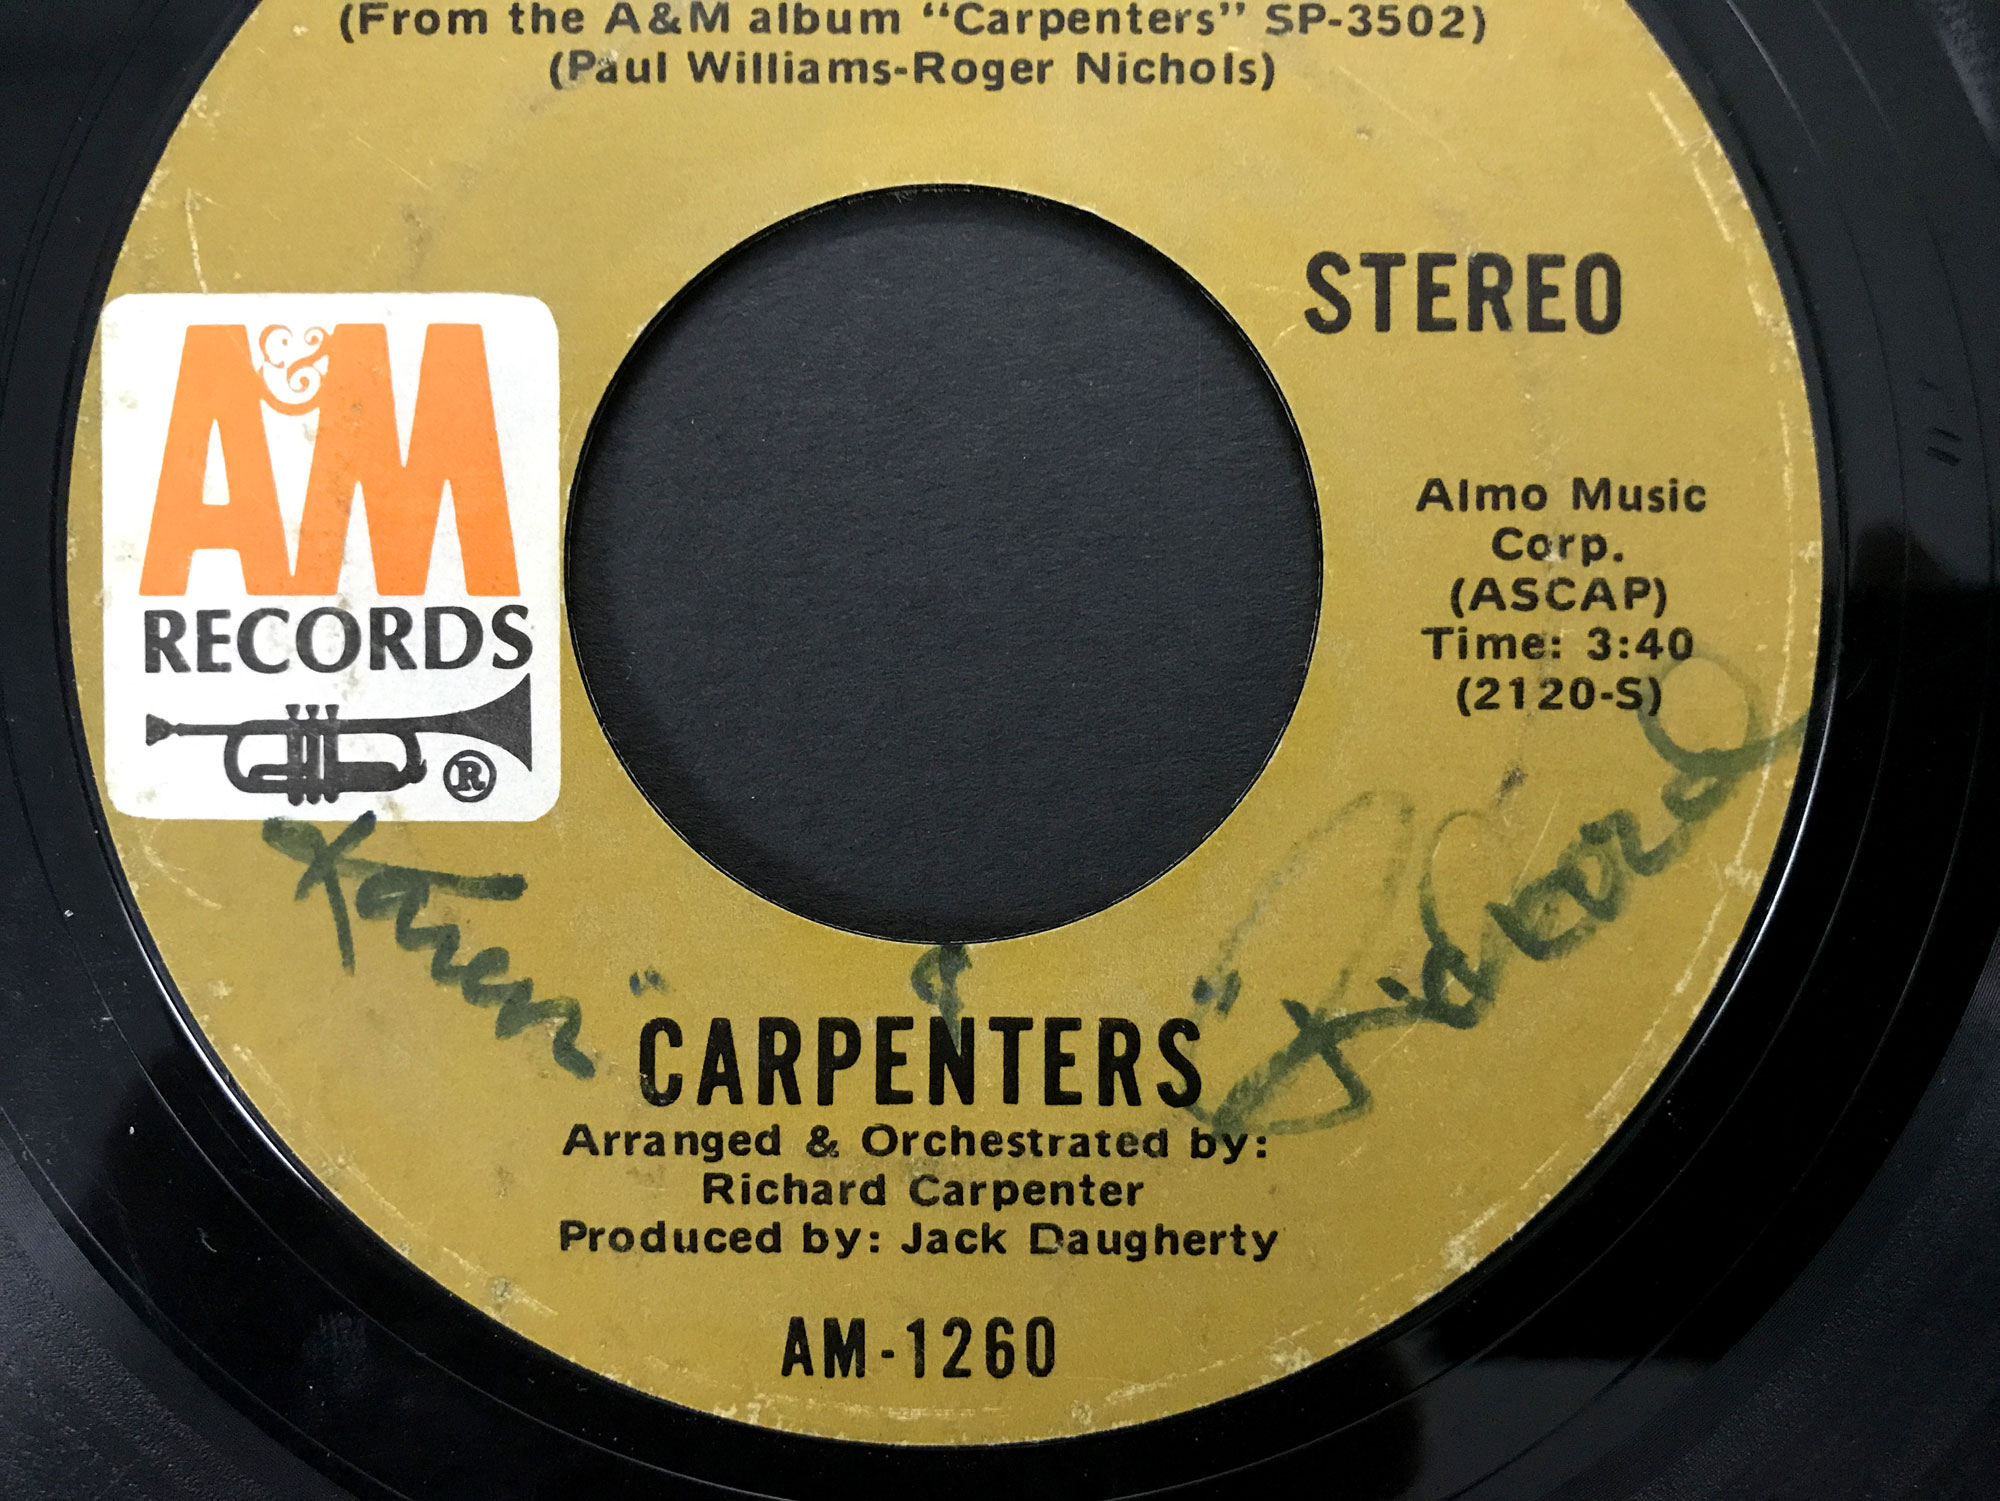 (From the A&M album “Carpenters” SP-3502)
(Paul Williams-Roger Nichols)
STEREO
A&M
RECORDS
®
Almo Music
Corp.
(ASCAP)
Time: 3:40
(2120-S)
Karen
"
&
"
Richard
CARPENTERS
Arranged & Orchestrated by:
Richard Carpenter
Produced by: Jack Daugherty
AM-1260